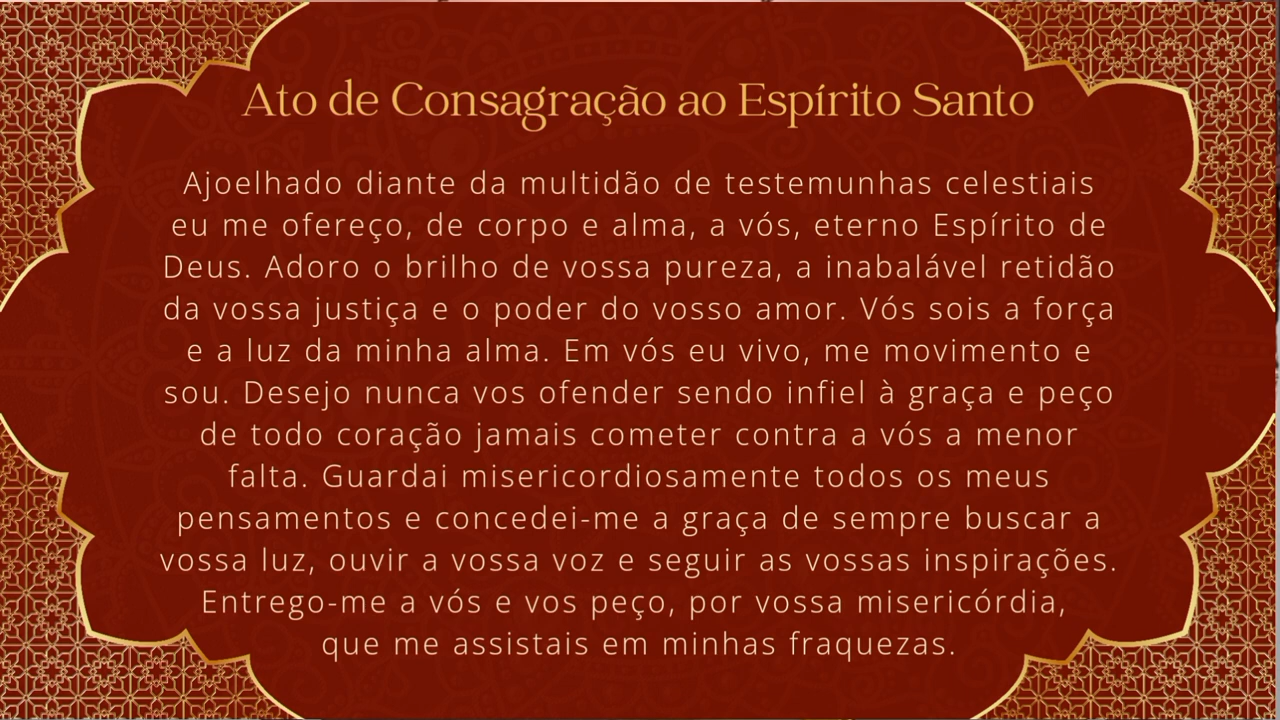 Ato de Consagração ao Espírito Santo
Ajoelhado diante da multidão de testemunhas celestiais
eu me ofereço, de corpo e alma, a vós, eterno Espírito de
Deus. Adoro o brilho de vossa pureza, a inabalável retidão
da vossa justiça e o poder do vosso amor. Vós sois a força
e a luz da minha alma. Em vós eu vivo, me movimento e
sou. Desejo nunca vos ofender sendo infiel à graça e peço
de todo coração jamais cometer contra a vós a menor
falta. Guardai misericordiosamente todos os meus
pensamentos e concedei-me a graça de sempre buscar a
vossa luz, ouvir a vossa voz e seguir as vossas inspirações.
Entrego-me a vós e vos peço, por vossa misericórdia,
que me assistais em minhas fraquezas.